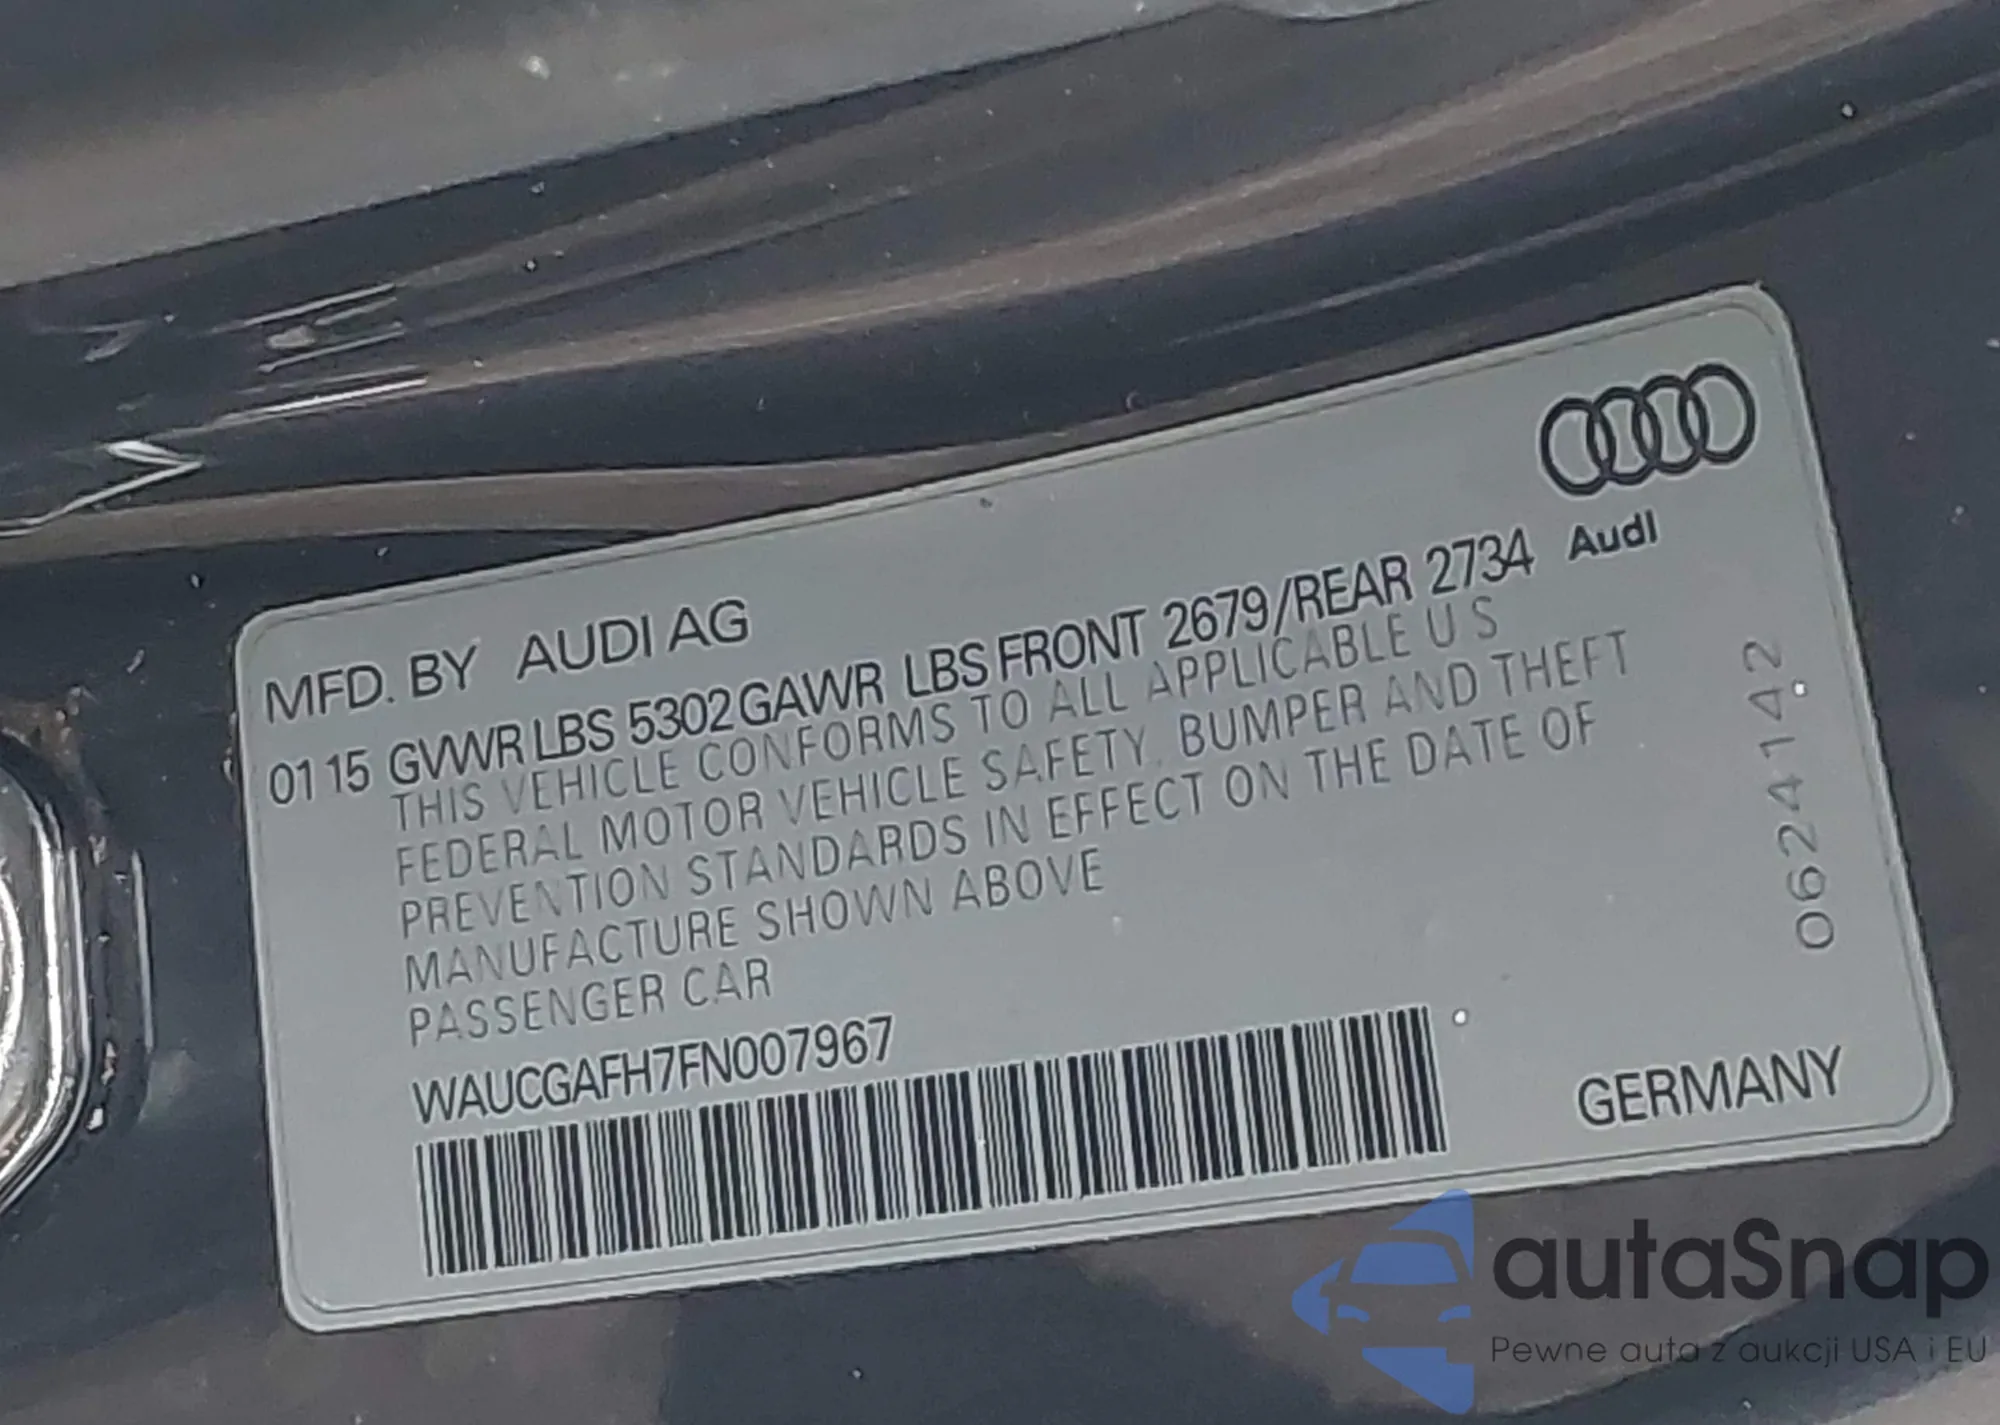 Audi
MFD. BY AUDI AG
01 15 GVWR LBS 5302 GAWR LBS FRONT 2679/REAR 2734
THIS VEHICLE CONFORMS TO ALL APPLICABLE U S
FEDERAL MOTOR VEHICLE SAFETY, BUMPER AND THEFT
PREVENTION STANDARDS IN EFFECT ON THE DATE OF
MANUFACTURE SHOWN ABOVE
PASSENGER CAR
WAUCGAFH7FN007967
GERMANY
0624142
autaSnap
Pewne auta z aukcji USA i EU